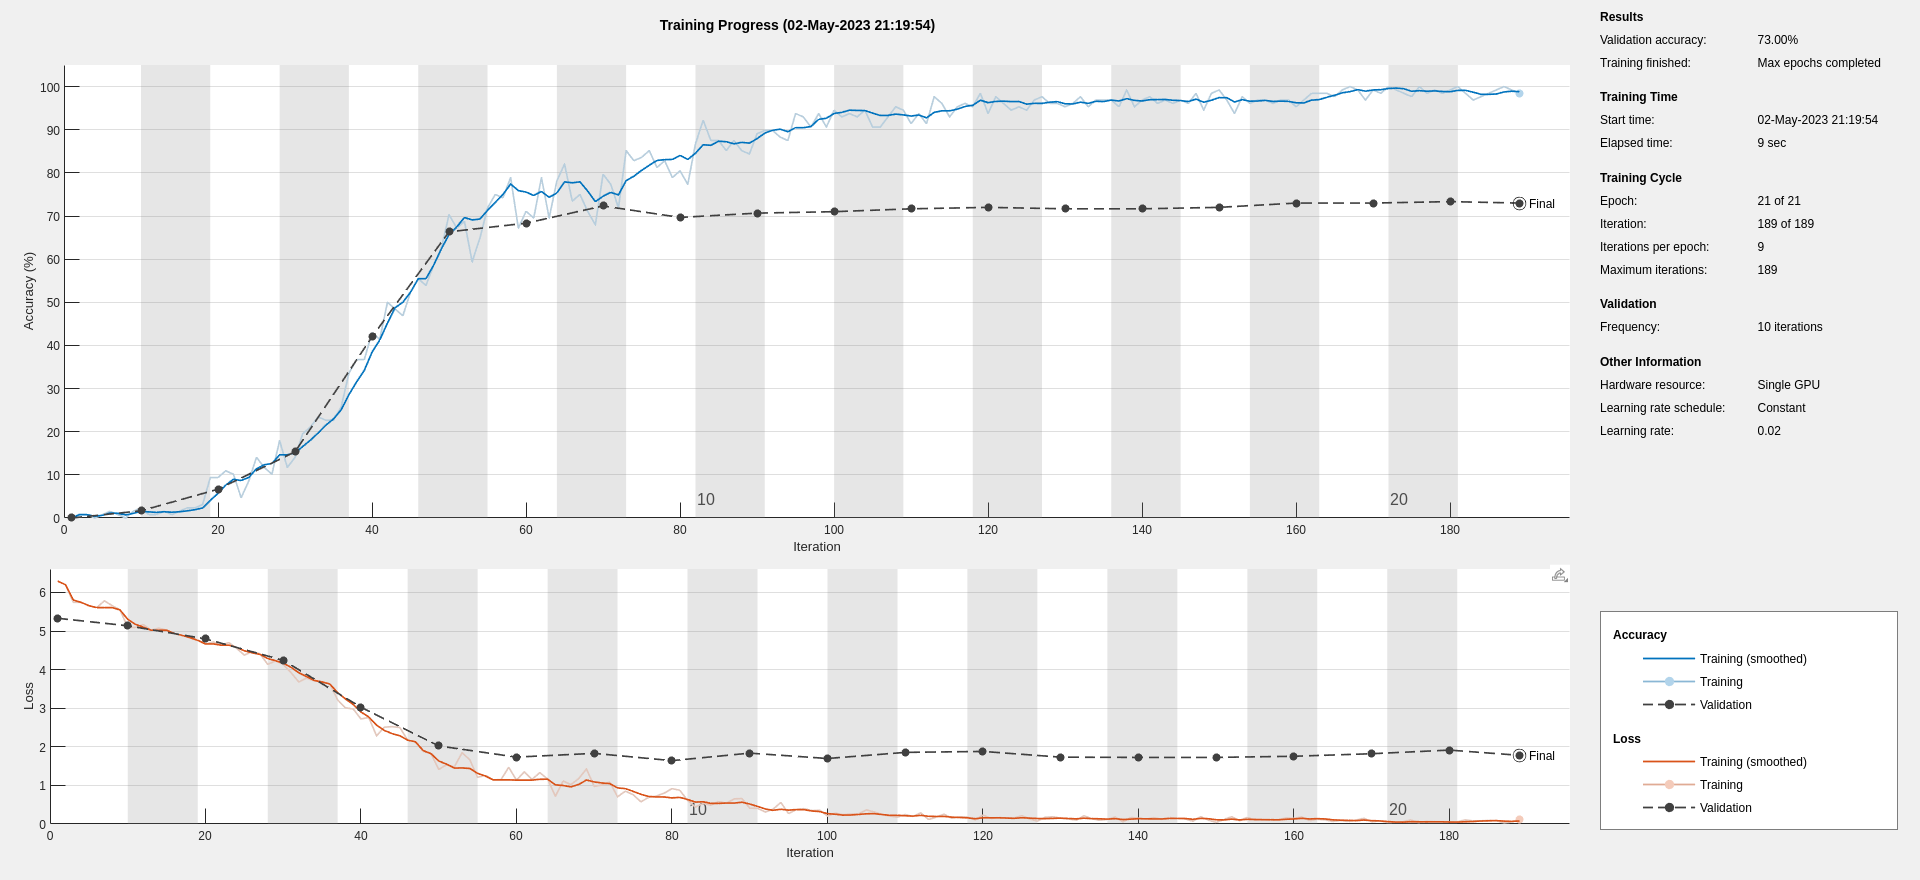 Training Progress (02-May-2023 21:19:54)
100
90
80
70
60
50
40
30
20
10
0
Accuracy (%)
Final
10
20
0 20 40 60 80 100 120 140 160 180
Iteration
6
5
4
3
2
1
0
Loss
Final
10
20
0 20 40 60 80 100 120 140 160 180
Iteration
Results
Validation accuracy: 73.00%
Training finished: Max epochs completed
Training Time
Start time: 02-May-2023 21:19:54
Elapsed time: 9 sec
Training Cycle
Epoch: 21 of 21
Iteration: 189 of 189
Iterations per epoch: 9
Maximum iterations: 189
Validation
Frequency: 10 iterations
Other Information
Hardware resource: Single GPU
Learning rate schedule: Constant
Learning rate: 0.02
Accuracy
Training (smoothed)
Training
Validation
Loss
Training (smoothed)
Training
Validation